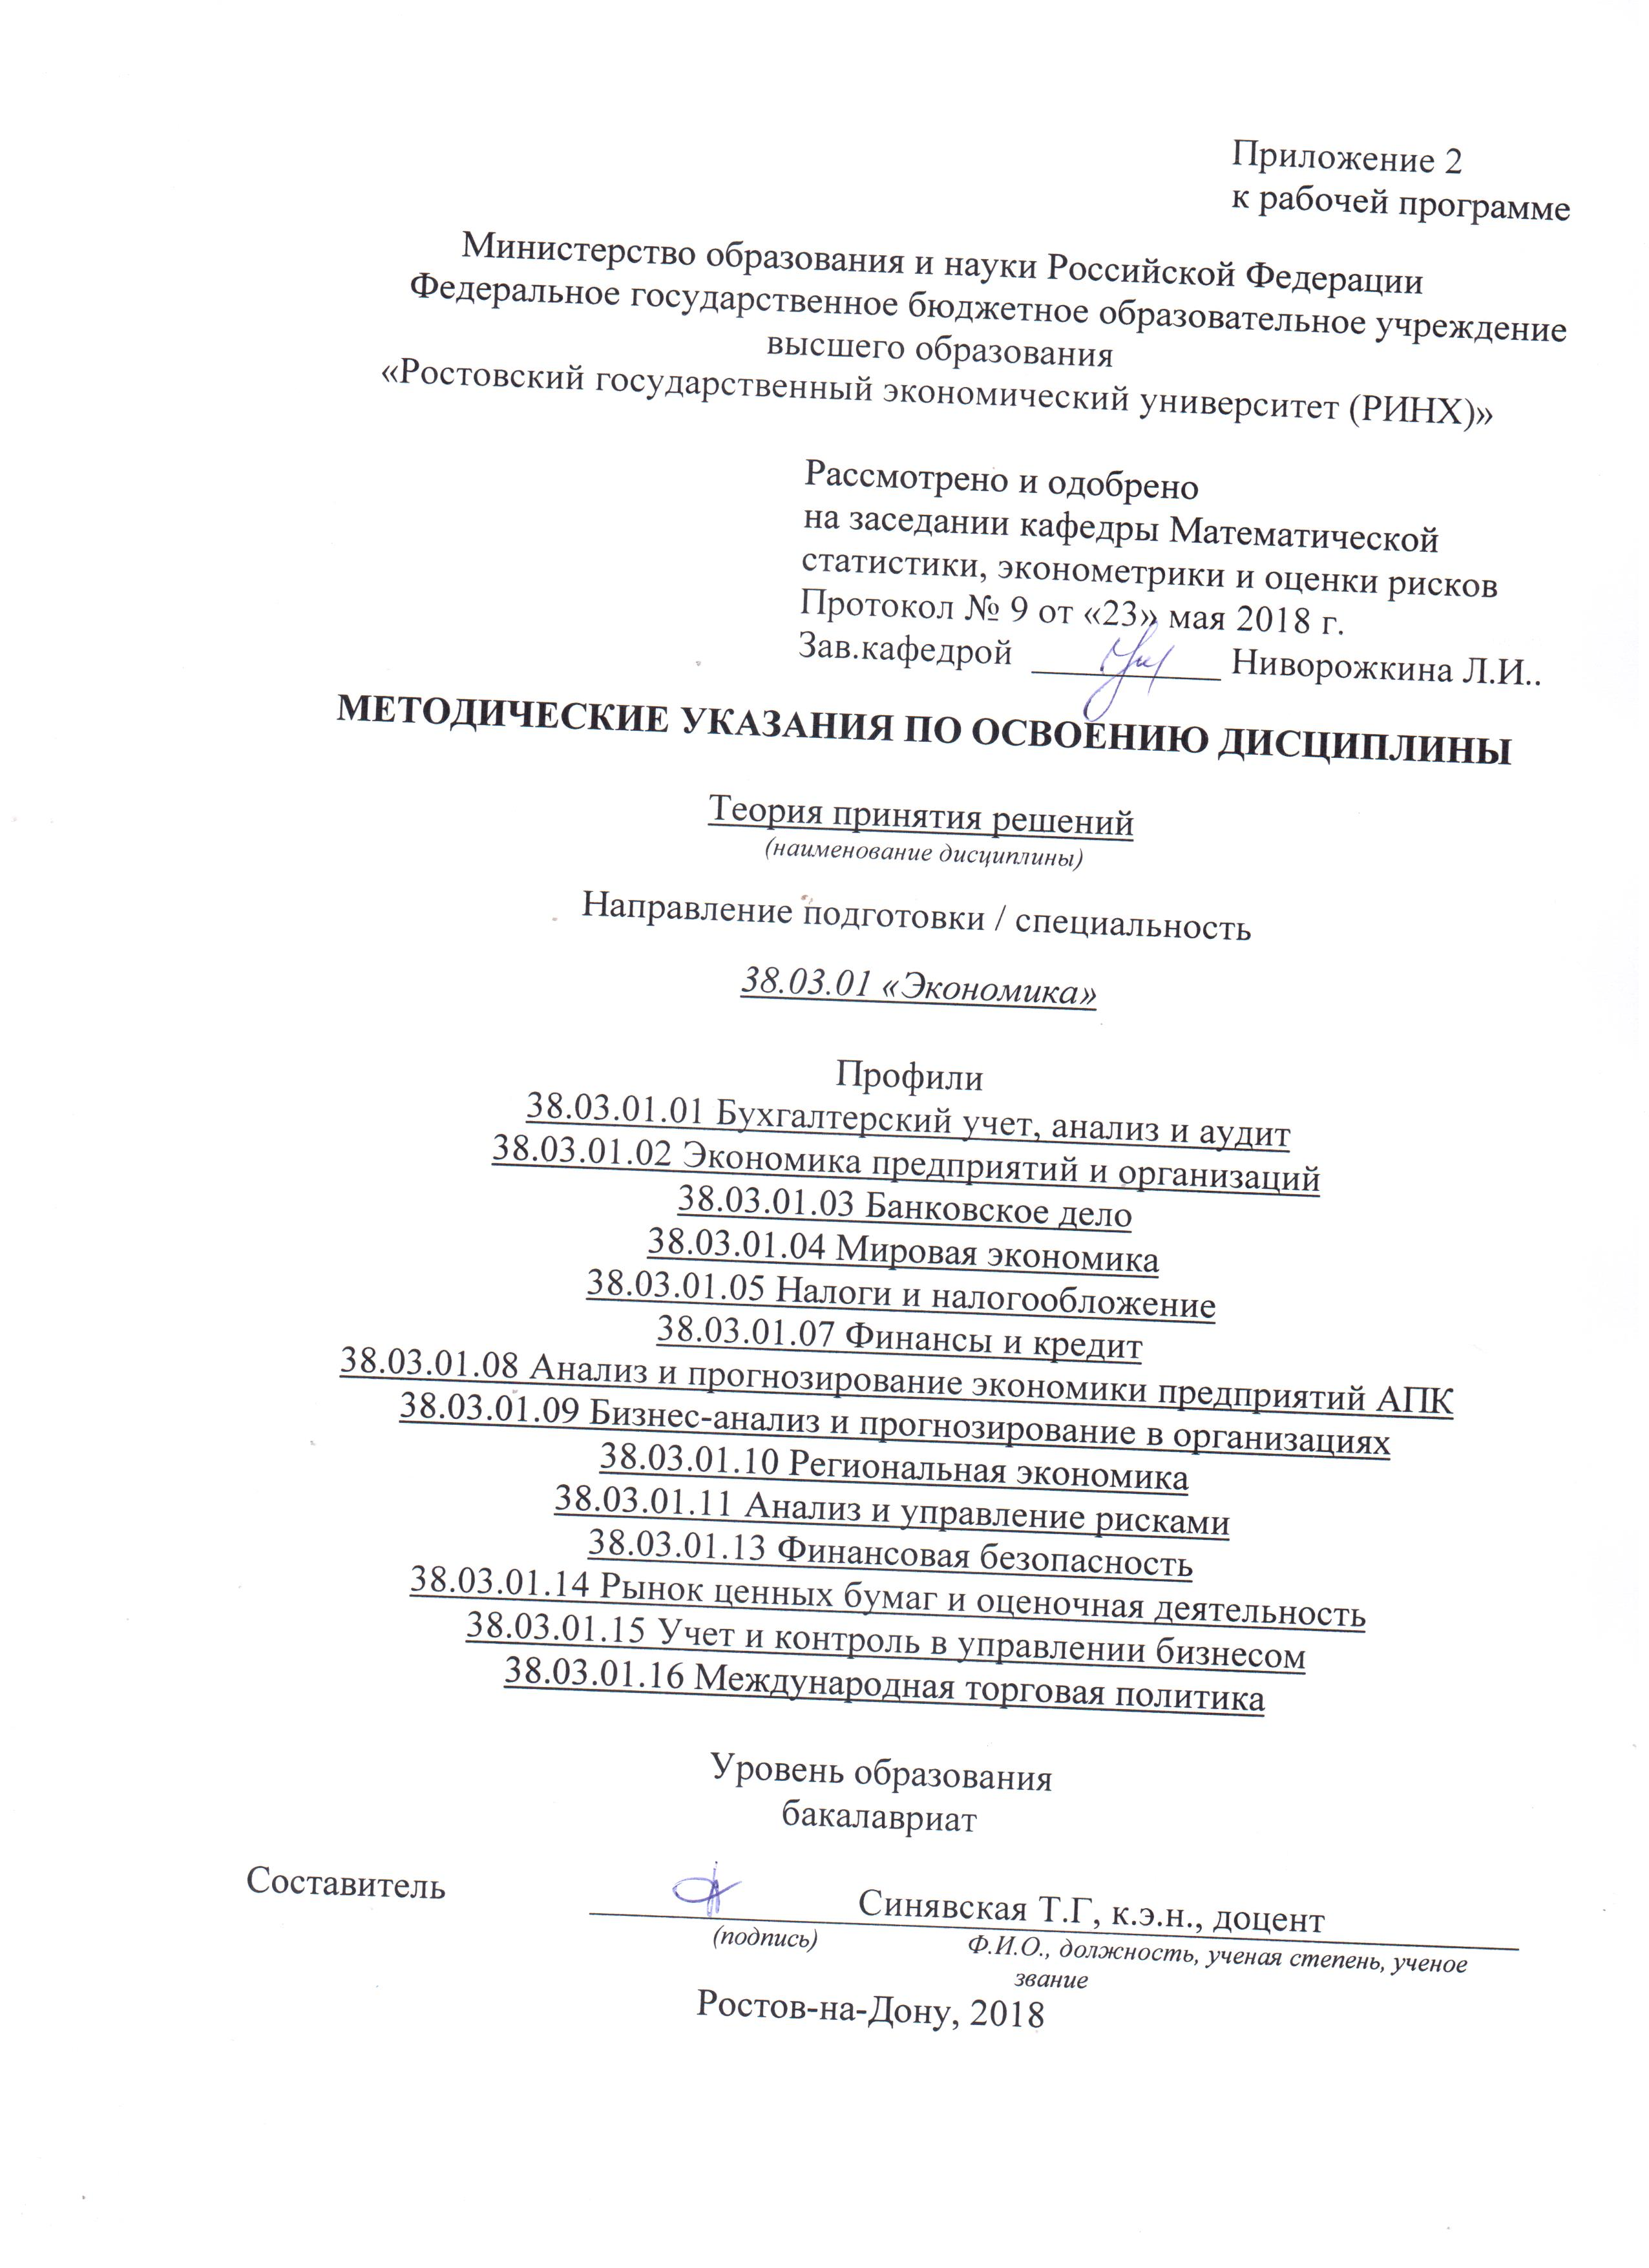 Приложение 2
к рабочей программе
Министерство образования и науки Российской Федерации
Федеральное государственное бюджетное образовательное учреждение
высшего образования
«Ростовский государственный экономический университет (РИНХ)»
Рассмотрено и одобрено
на заседании кафедры Математической
статистики, эконометрики и оценки рисков
Протокол № 9 от «23» мая 2018 г.
Зав.кафедрой __________ Ниворожкина Л.И..
МЕТОДИЧЕСКИЕ УКАЗАНИЯ ПО ОСВОЕНИЮ ДИСЦИПЛИНЫ
Теория принятия решений
(наименование дисциплины)
Направление подготовки / специальность
38.03.01 «Экономика»
Профили
38.03.01.01 Бухгалтерский учет, анализ и аудит
38.03.01.02 Экономика предприятий и организаций
38.03.01.03 Банковское дело
38.03.01.04 Мировая экономика
38.03.01.05 Налоги и налогообложение
38.03.01.07 Финансы и кредит
38.03.01.08 Анализ и прогнозирование экономики предприятий АПК
38.03.01.09 Бизнес-анализ и прогнозирование в организациях
38.03.01.10 Региональная экономика
38.03.01.11 Анализ и управление рисками
38.03.01.13 Финансовая безопасность
38.03.01.14 Рынок ценных бумаг и оценочная деятельность
38.03.01.15 Учет и контроль в управлении бизнесом
38.03.01.16 Международная торговая политика
Уровень образования
бакалавриат
Составитель Синявская Т.Г, к.э.н., доцент
(подпись) Ф.И.О., должность, ученая степень, ученое
звание
Ростов-на-Дону, 2018